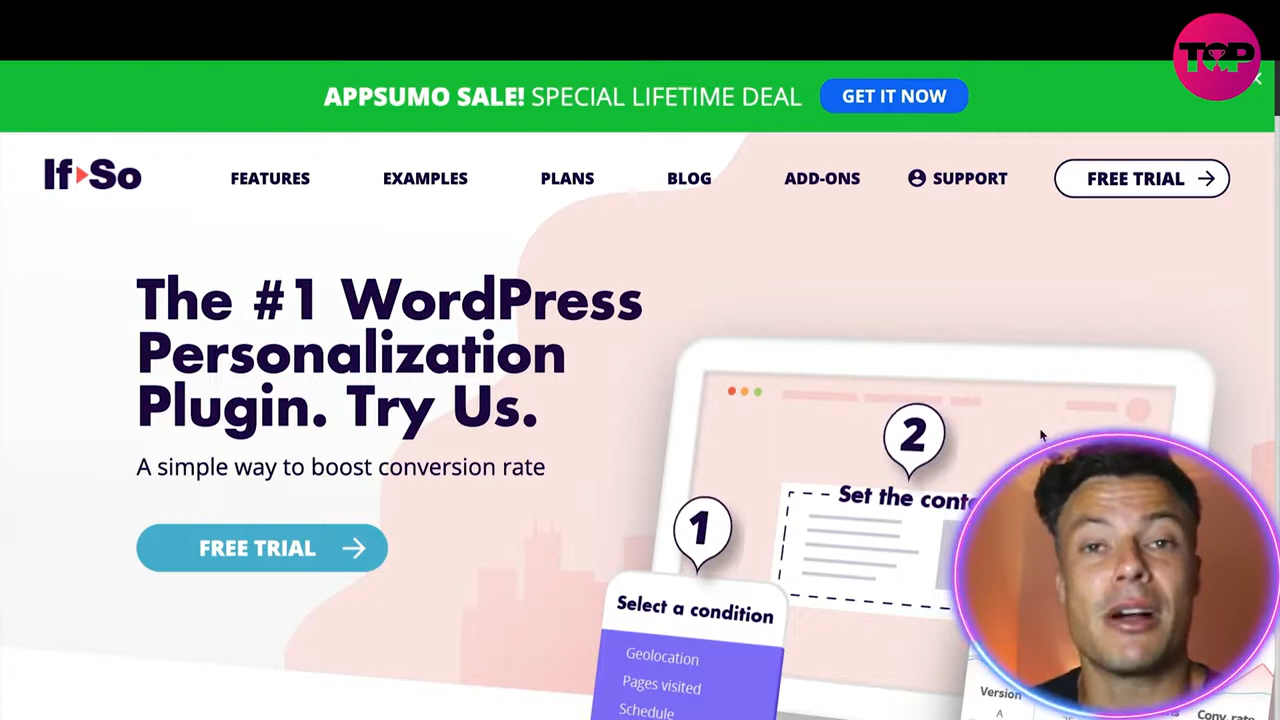 TOP
APPSUMO SALE! SPECIAL LIFETIME DEAL
GET IT NOW
If So
FEATURES
EXAMPLES
PLANS
BLOG
ADD-ONS
SUPPORT
FREE TRIAL
The #1 WordPress
Personalization
Plugin. Try Us.
A simple way to boost conversion rate
FREE TRIAL
2
Set the conte
1
Select a condition
Geolocation
Pages visited
Schedule
Version
A
Conv. rate